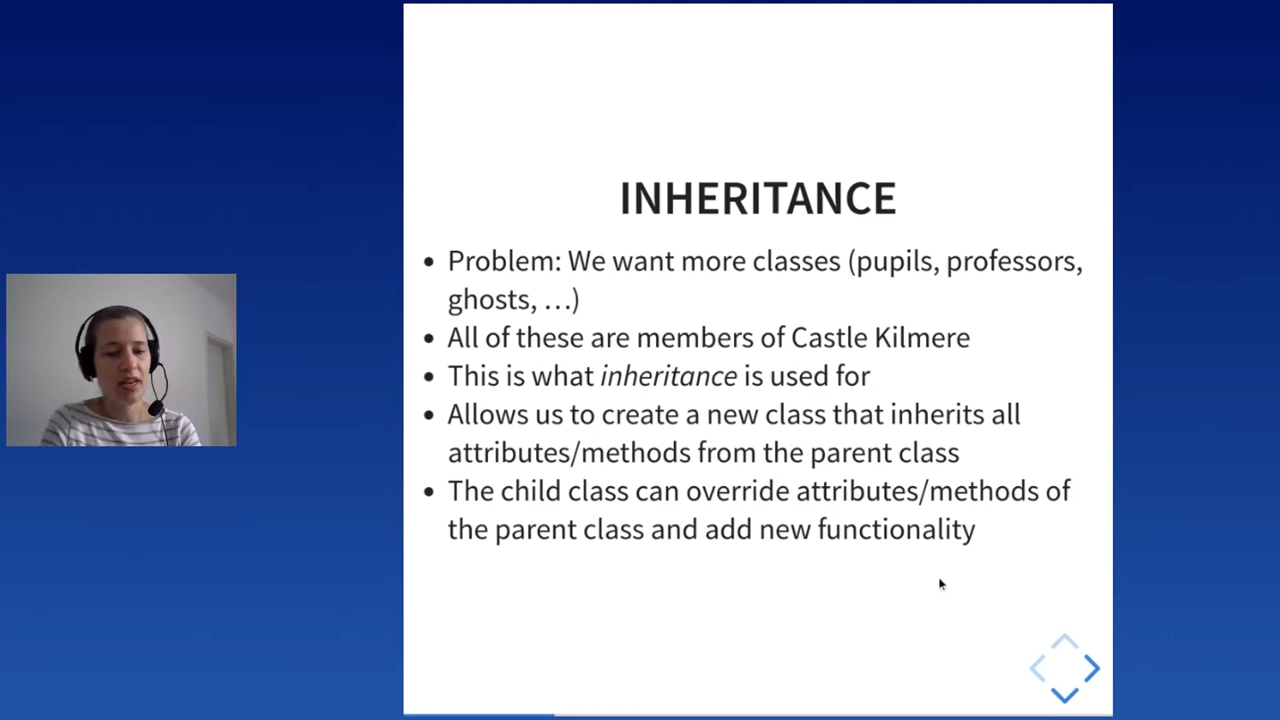 INHERITANCE
• Problem: We want more classes (pupils, professors,
ghosts, …)
• All of these are members of Castle Kilmere
• This is what inheritance is used for
• Allows us to create a new class that inherits all
attributes/methods from the parent class
• The child class can override attributes/methods of
the parent class and add new functionality